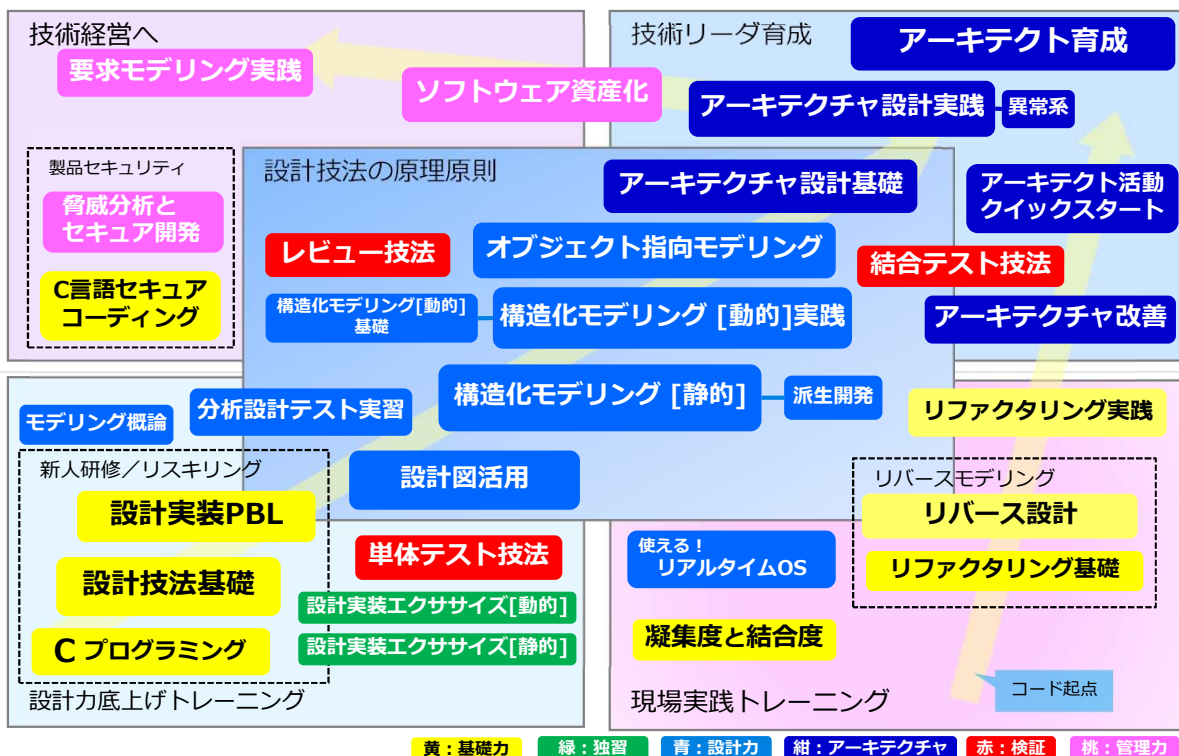 技術経営へ
要求モデリング実践
ソフトウェア資産化
技術リーダ育成
アーキテクト育成
アーキテクチャ設計実践
異常系
製品セキュリティ
脅威分析と
セキュア開発
C言語セキュア
コーディング
設計技法の原理原則
アーキテクチャ設計基礎
アーキテクト活動
クイックスタート
レビュー技法
オブジェクト指向モデリング
結合テスト技法
構造化モデリング[動的]
基礎
構造化モデリング [動的]実践
アーキテクチャ改善
構造化モデリング [静的]
派生開発
モデリング概論
分析設計テスト実習
リファクタリング実践
新人研修／リスキリング
設計図活用
設計実装PBL
設計技法基礎
C プログラミング
単体テスト技法
設計実装エクササイズ[動的]
設計実装エクササイズ[静的]
設計力底上げトレーニング
リバースモデリング
リバース設計
リファクタリング基礎
使える！
リアルタイムOS
凝集度と結合度
コード起点
現場実践トレーニング
黄：基礎力
緑：独習
青：設計力
紺：アーキテクチャ
赤：検証
桃：管理力